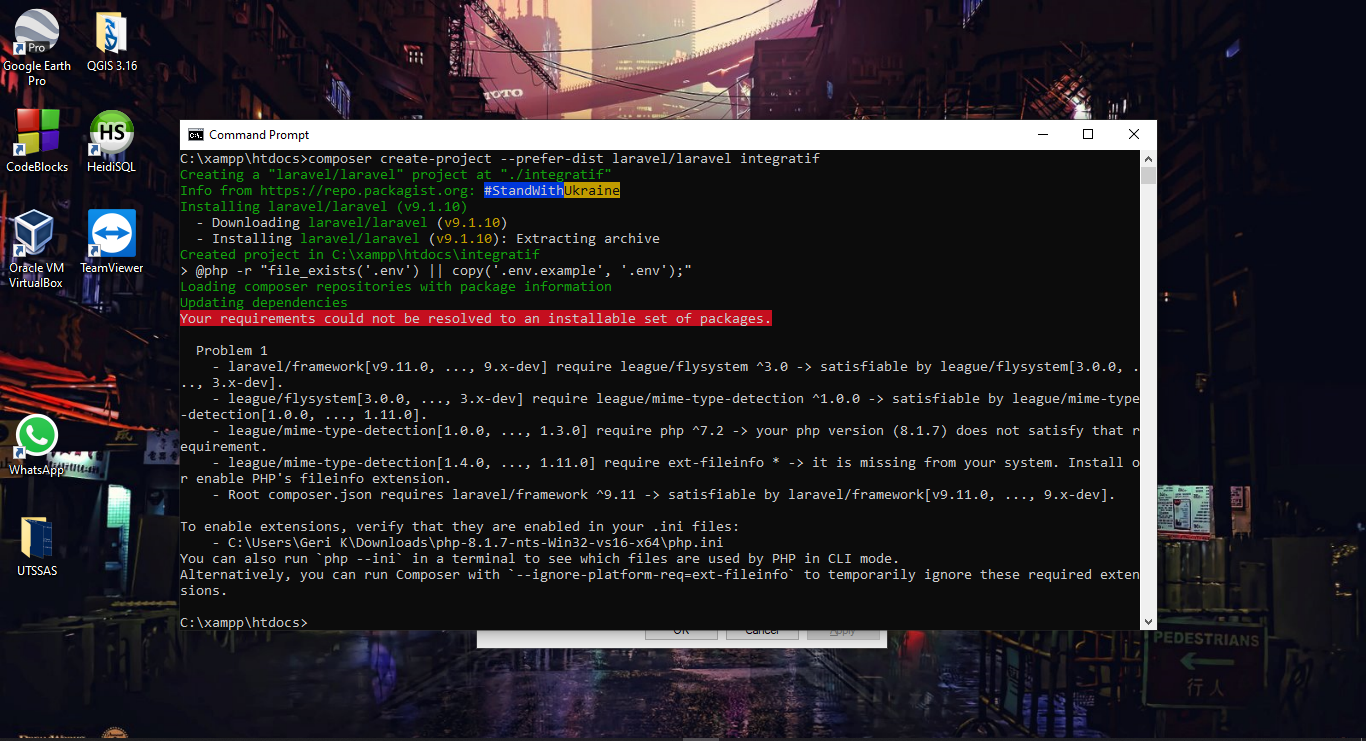 Pro
Google Earth
Pro
QGIS 3.16
CodeBlocks
HS
HeidiSQL
Oracle VM
VirtualBox
TeamViewer
WhatsApp
UTSSAS
TOTO
Command Prompt
C:\xampp\htdocs>composer create-project --prefer-dist laravel/laravel integratif
Creating a "laravel/laravel" project at "./integratif"
Info from https://repo.packagist.org: #StandWithUkraine
Installing laravel/laravel (v9.1.10)
- Downloading laravel/laravel (v9.1.10)
- Installing laravel/laravel (v9.1.10): Extracting archive
Created project in C:\xampp\htdocs\integratif
> @php -r "file_exists('.env') || copy('.env.example', '.env');"
Loading composer repositories with package information
Updating dependencies
Your requirements could not be resolved to an installable set of packages.
Problem 1
- laravel/framework[v9.11.0, ..., 9.x-dev] require league/flysystem ^3.0 -> satisfiable by league/flysystem[3.0.0, .
.., 3.x-dev].
- league/flysystem[3.0.0, ..., 3.x-dev] require league/mime-type-detection ^1.0.0 -> satisfiable by league/mime-type
-detection[1.0.0, ..., 1.11.0].
- league/mime-type-detection[1.0.0, ..., 1.3.0] require php ^7.2 -> your php version (8.1.7) does not satisfy that r
equirement.
- league/mime-type-detection[1.4.0, ..., 1.11.0] require ext-fileinfo * -> it is missing from your system. Install o
r enable PHP's fileinfo extension.
- Root composer.json requires laravel/framework ^9.11 -> satisfiable by laravel/framework[v9.11.0, ..., 9.x-dev].
To enable extensions, verify that they are enabled in your .ini files:
- C:\Users\Geri K\Downloads\php-8.1.7-nts-Win32-vs16-x64\php.ini
You can also run `php --ini` in a terminal to see which files are used by PHP in CLI mode.
Alternatively, you can run Composer with `--ignore-platform-req=ext-fileinfo` to temporarily ignore these required exten
sions.
C:\xampp\htdocs>
OK
Cancel
Apply
PEDESTRIANS
行人